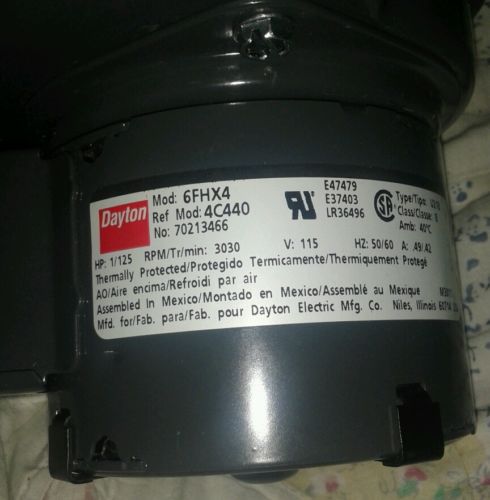 Dayton
Mod: 6FHX4
Ref Mod: 4C440
No: 70213466
E47479
E37403
LR36496
Type/Tipo:
Class/Classe: B
Amb: 40°C
HP: 1/125 RPM/Tr/min: 3030 V: 115 HZ: 50/60 A: .49/.42
Thermally Protected/Protegido Termicamente/Thermiquement Protegé
AO/Aire encima/Refroidi par air
Assembled In Mexico/Montado en Mexico/Assemblé au Mexique
Mfd. for/Fab. para/Fab. pour Dayton Electric Mfg. Co. Niles, Illinois 60714